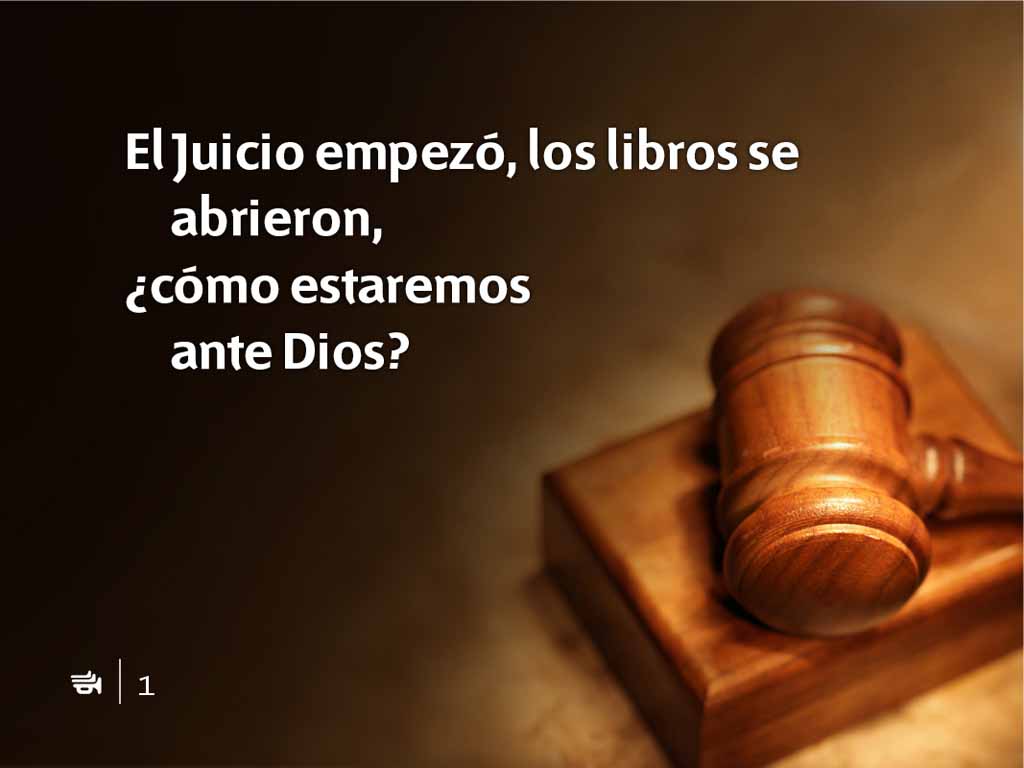 El Juicio empezó, los libros se
abrieron,
¿cómo estaremos
ante Dios?
1